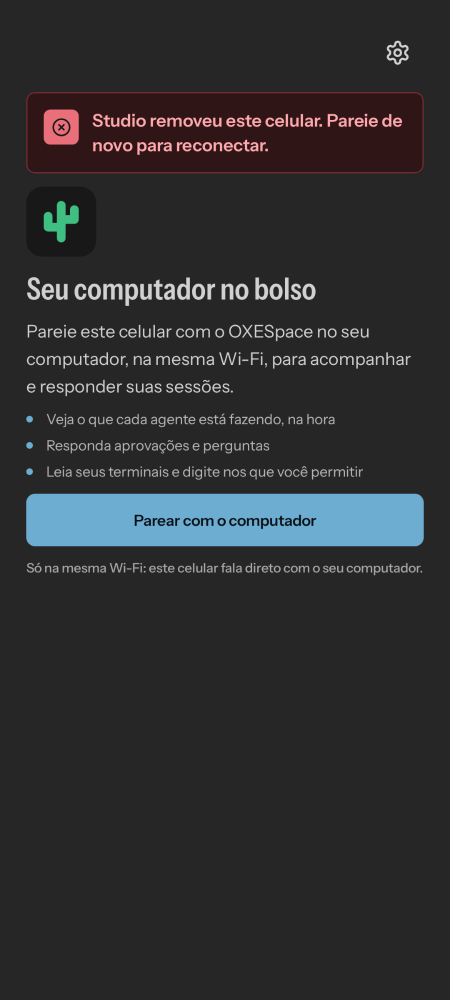 Studio removeu este celular. Pareie de
novo para reconectar.
Seu computador no bolso
Pareie este celular com o OXESpace no seu
computador, na mesma Wi-Fi, para acompanhar
e responder suas sessões.
Veja o que cada agente está fazendo, na hora
Responda aprovações e perguntas
Leia seus terminais e digite nos que você permitir
Parear com o computador
Só na mesma Wi-Fi: este celular fala direto com o seu computador.